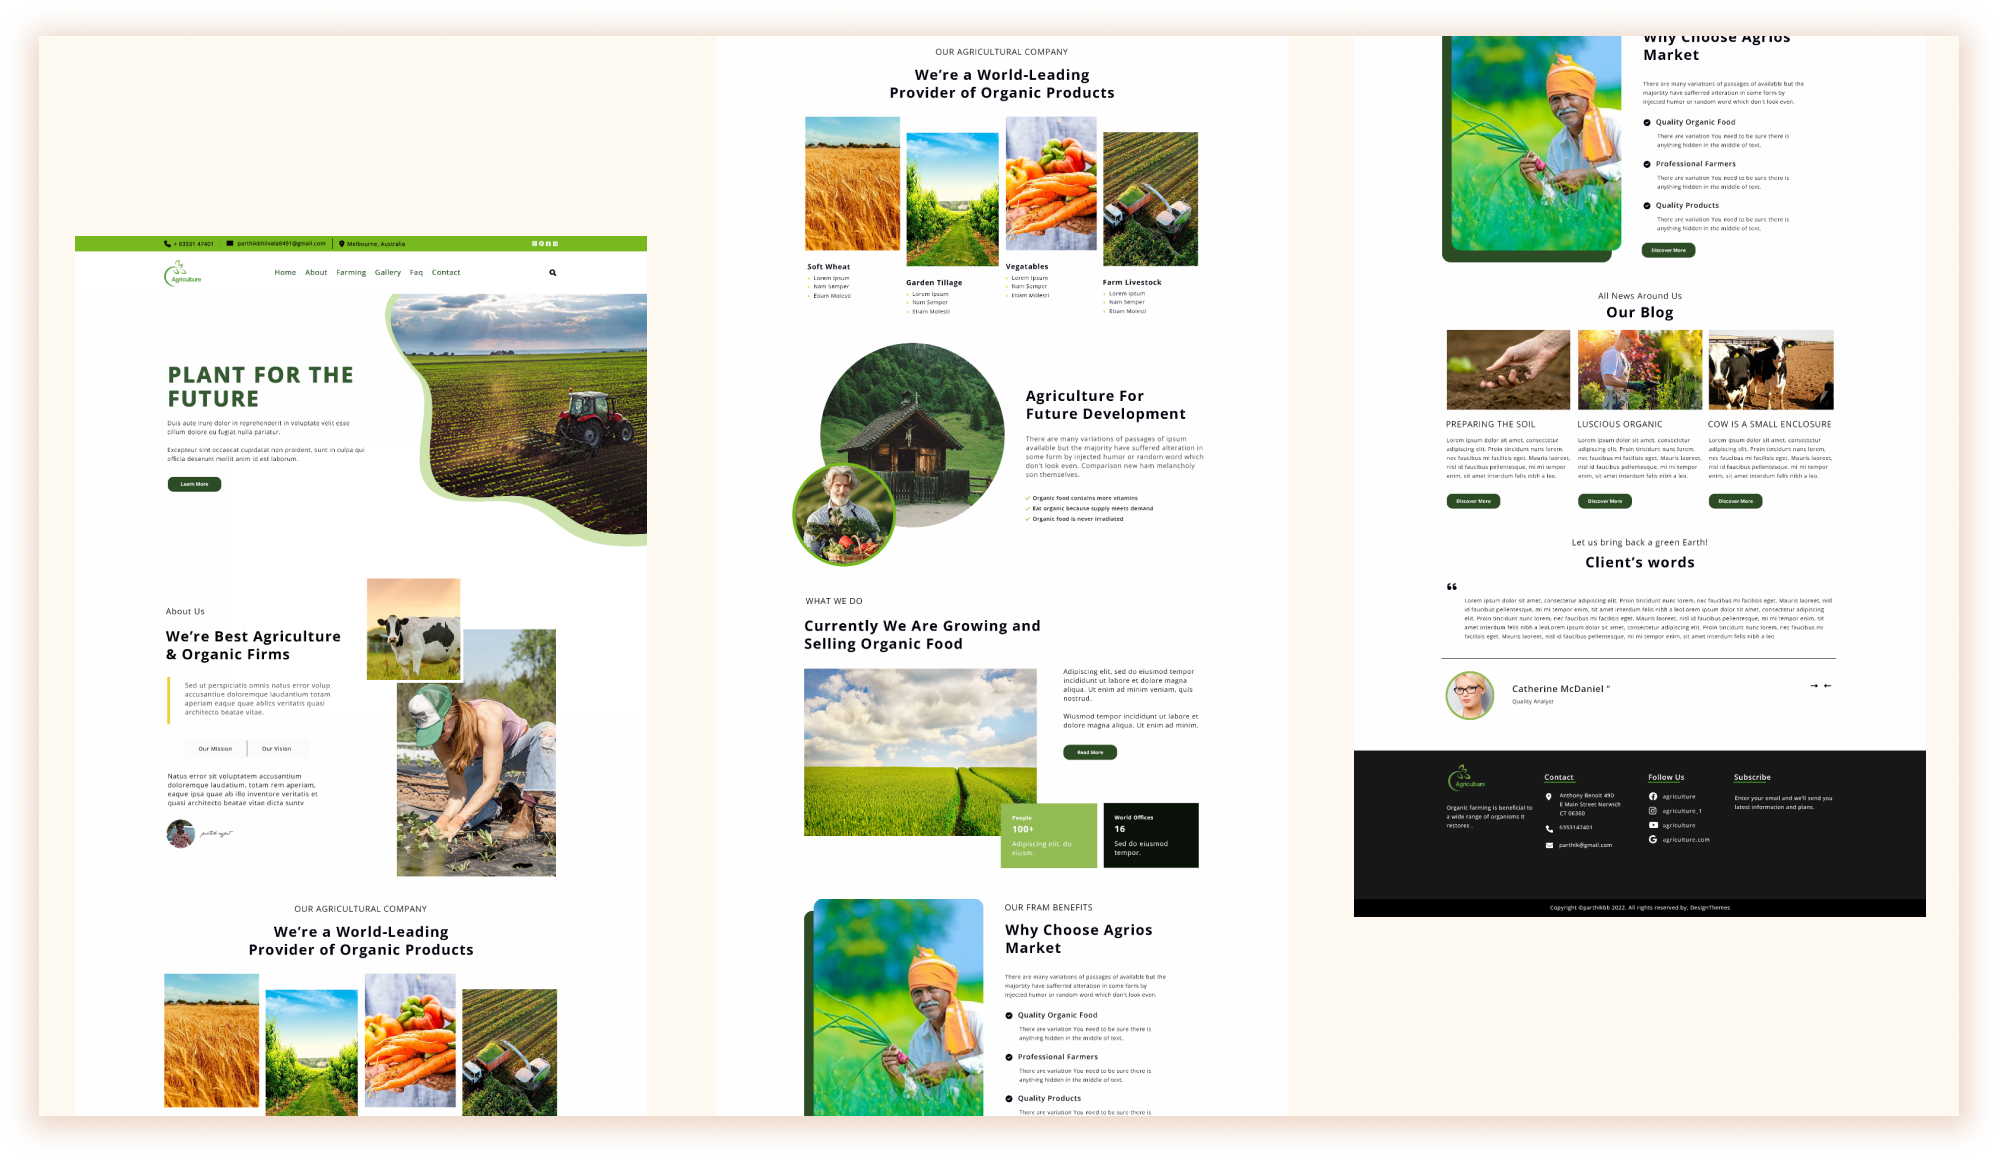 + 63531 47401
parthikbhilvala8491@gmail.com
Melbourne, Australia
Agriculture
Home About Farming Gallery Faq Contact
PLANT FOR THE
FUTURE
Duis aute irure dolor in reprehenderit in voluptate velit esse
cillum dolore eu fugiat nulla pariatur.
Excepteur sint occaecat cupidatat non proident, sunt in culpa qui
officia deserunt mollit anim id est laborum.
Learn More
About Us
We're Best Agriculture
& Organic Firms
Sed ut perspiciatis omnis natus error volup
accusantiue doloremque laudantium totam
aperiam eaque quae abilcs veritatis quasi
architecto beatae vitae.
Our Mission
Our Vision
Natus error sit voluptatem accusantium
doloremque laudatium, totam rem aperiam,
eaque ipsa quae ab illo inventore veritatis et
quasi architecto beatae vitae dicta suntv
OUR AGRICULTURAL COMPANY
We're a World-Leading
Provider of Organic Products
OUR AGRICULTURAL COMPANY
We're a World-Leading
Provider of Organic Products
Soft Wheat
Lorem Ipsum
Nam Semper
Etiam Molesti
Garden Tillage
Lorem Ipsum
Nam Semper
Etiam Molesti
Vegatables
Lorem Ipsum
Nam Semper
Etiam Molesti
Farm Livestock
Lorem Ipsum
Nam Semper
Etiam Molesti
Agriculture For
Future Development
There are many variations of passages of ipsum
available but the majority have suffered alteration in
some form by injected humor or random word which
don't look even. Comparison new ham melancholy
son themselves.
Organic food contains more vitamins
Eat organic because supply meets demand
Organic food is never irradiated
WHAT WE DO
Currently We Are Growing and
Selling Organic Food
Adipiscing elit, sed do eiusmod tempor
incididunt ut labore et dolore magna
aliqua. Ut enim ad minim veniam, quis
nostrud.
Wiusmod tempor incididunt ut labore et
dolore magna aliqua. Ut enim ad minim.
Read More
People
100+
Adipiscing elit, do
eiusm.
World Offices
16
Sed do eiusmod
tempor.
OUR FRAM BENEFITS
Why Choose Agrios
Market
There are many variations of passages of available but the
majortity have sufferred alteration in some form by
injected humor or random word which don't look even.
Quality Organic Food
There are variation You need to be sure there is
anything hidden in the middle of text.
Professional Farmers
There are variation You need to be sure there is
anything hidden in the middle of text.
Quality Products
There are variation You need to be sure there is
Why Choose Agrios
Market
There are many variations of passages of available but the
majortity have sufferred alteration in some form by
injected humor or random word which don't look even.
Quality Organic Food
There are variation You need to be sure there is
anything hidden in the middle of text.
Professional Farmers
There are variation You need to be sure there is
anything hidden in the middle of text.
Quality Products
There are variation You need to be sure there is
anything hidden in the middle of text.
Discover More
All News Around Us
Our Blog
PREPARING THE SOIL
Lorem ipsum dolor sit amet, consectetur
adipiscing elit. Proin tincidunt nunc lorem,
nec faucibus mi facilisis eget. Mauris laoreet,
nisl id faucibus pellentesque, mi mi tempor
enim, sit amet interdum felis nibh a leo.
Discover More
LUSCIOUS ORGANIC
Lorem ipsum dolor sit amet, consectetur
adipiscing elit. Proin tincidunt nunc lorem,
nec faucibus mi facilisis eget. Mauris laoreet,
nisl id faucibus pellentesque, mi mi tempor
enim, sit amet interdum felis nibh a leo.
Discover More
COW IS A SMALL ENCLOSURE
Lorem ipsum dolor sit amet, consectetur
adipiscing elit. Proin tincidunt nunc lorem,
nec faucibus mi facilisis eget. Mauris laoreet,
nisl id faucibus pellentesque, mi mi tempor
enim, sit amet interdum felis nibh a leo.
Discover More
Let us bring back a green Earth!
Client's words
“
Lorem ipsum dolor sit amet, consectetur adipiscing elit. Proin tincidunt nunc lorem, nec faucibus mi facilisis eget. Mauris laoreet, nisl
id faucibus pellentesque, mi mi tempor enim, sit amet interdum felis nibh a leoLorem ipsum dolor sit amet, consectetur adipiscing
elit. Proin tincidunt nunc lorem, nec faucibus mi facilisis eget. Mauris laoreet, nisl id faucibus pellentesque, mi mi tempor enim, sit
amet interdum felis nibh a leoLorem ipsum dolor sit amet, consectetur adipiscing elit. Proin tincidunt nunc lorem, nec faucibus mi
facilisis eget. Mauris laoreet, nisl id faucibus pellentesque, mi mi tempor enim, sit amet interdum felis nibh a leo
Catherine McDaniel "
Quality Analyst
Agriculture
Organic farming is beneficial to
a wide range of organisms It
restores .
Contact
Anthony Benoit 490
E Main Street Norwich
CT 06360
6353147401
parthik@gmail.com
Follow Us
agriculture
agriculture_1
agriculture
agriculture.com
Subscribe
Enter your email and we'll send you
latest information and plans.
Copyright ©parthikbb 2022. All rights reserved by, DesignThemes